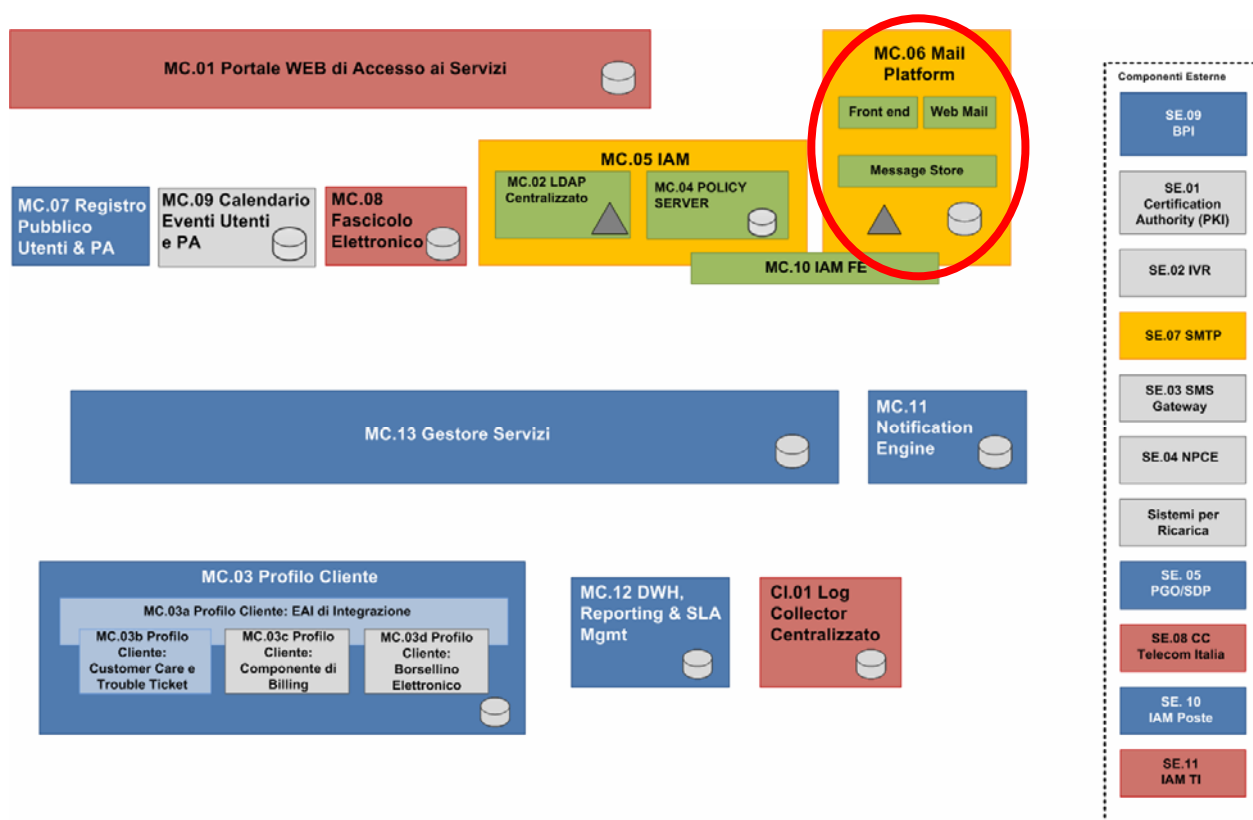 MC.01 Portale WEB di Accesso ai Servizi
MC.06 Mail
Platform
Front end
Web Mail
Message Store
MC.05 IAM
MC.02 LDAP
Centralizzato
MC.04 POLICY
SERVER
MC.07 Registro
Pubblico
Utenti & PA
MC.09 Calendario
Eventi Utenti
e PA
MC.08
Fascicolo
Elettronico
MC.10 IAM FE
MC.13 Gestore Servizi
MC.11
Notification
Engine
MC.03 Profilo Cliente
MC.03a Profilo Cliente: EAI di Integrazione
MC.03b Profilo
Cliente:
Customer Care e
Trouble Ticket
MC.03c Profilo
Cliente:
Componente di
Billing
MC.03d Profilo
Cliente:
Borsellino
Elettronico
MC.12 DWH,
Reporting & SLA
Mgmt
CI.01 Log
Collector
Centralizzato
Componenti Esterne
SE.09
BPI
SE.01
Certification
Authority (PKI)
SE.02 IVR
SE.07 SMTP
SE.03 SMS
Gateway
SE.04 NPCE
Sistemi per
Ricarica
SE. 05
PGO/SDP
SE.08 CC
Telecom Italia
SE. 10
IAM Poste
SE.11
IAM TI